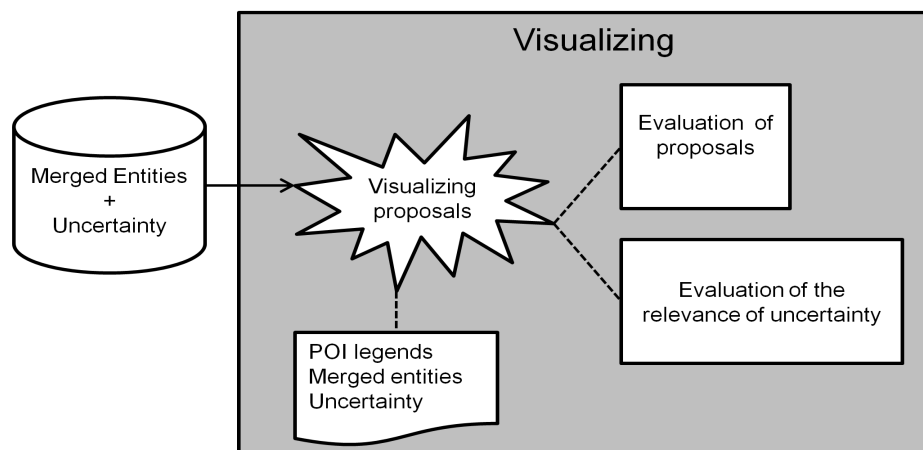 Visualizing
Merged Entities
+
Uncertainty
Visualizing
proposals
Evaluation of
proposals
Evaluation of the
relevance of uncertainty
POI legends
Merged entities
Uncertainty